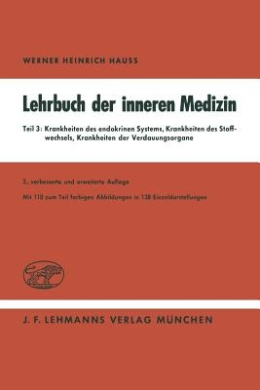 WERNER HEINRICH HAUSS
Lehrbuch der inneren Medizin
Teil 3: Krankheiten des endokrinen Systems, Krankheiten des Stoff-
wechsels, Krankheiten der Verdauungsorgane
2., verbesserte und erweiterte Auflage
Mit 110 zum Teil farbigen Abbildungen in 138 Einzeldarstellungen
J. F. LEHMANNS VERLAG MÜNCHEN